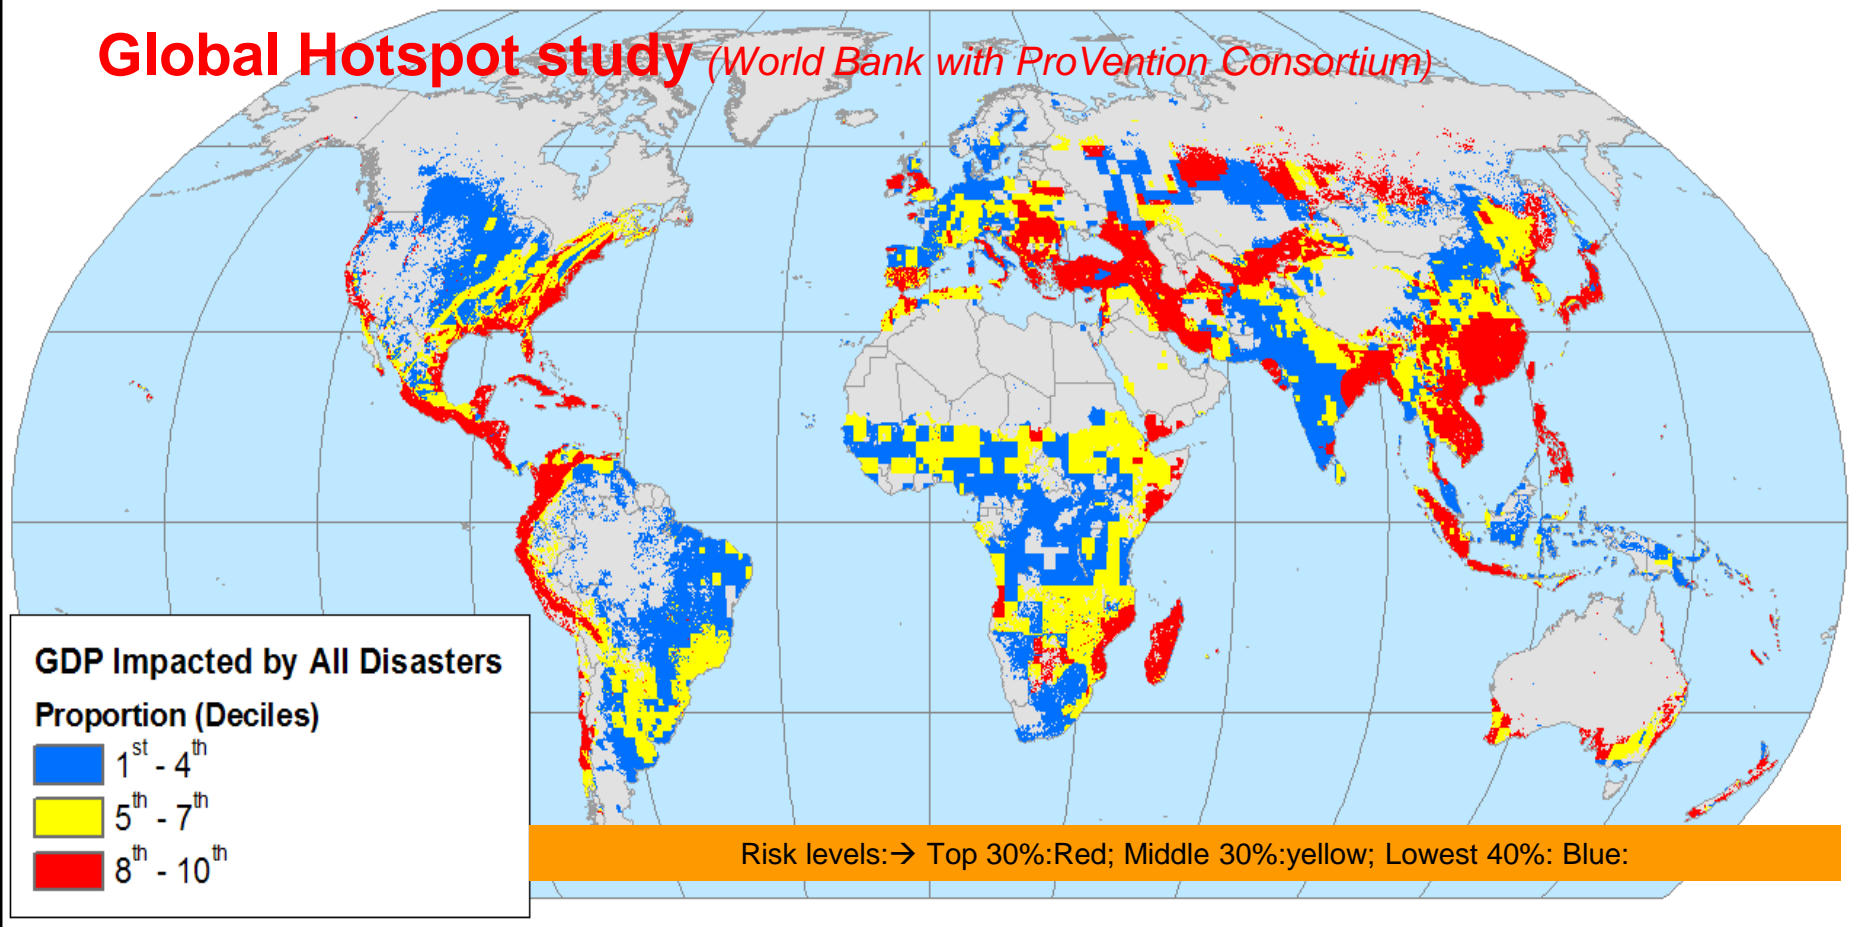 Global Hotspot study (World Bank with ProVention Consortium)
GDP Impacted by All Disasters
Proportion (Deciles)
1st - 4th
5th - 7th
8th - 10th
Risk levels:→ Top 30%:Red; Middle 30%:yellow; Lowest 40%: Blue: